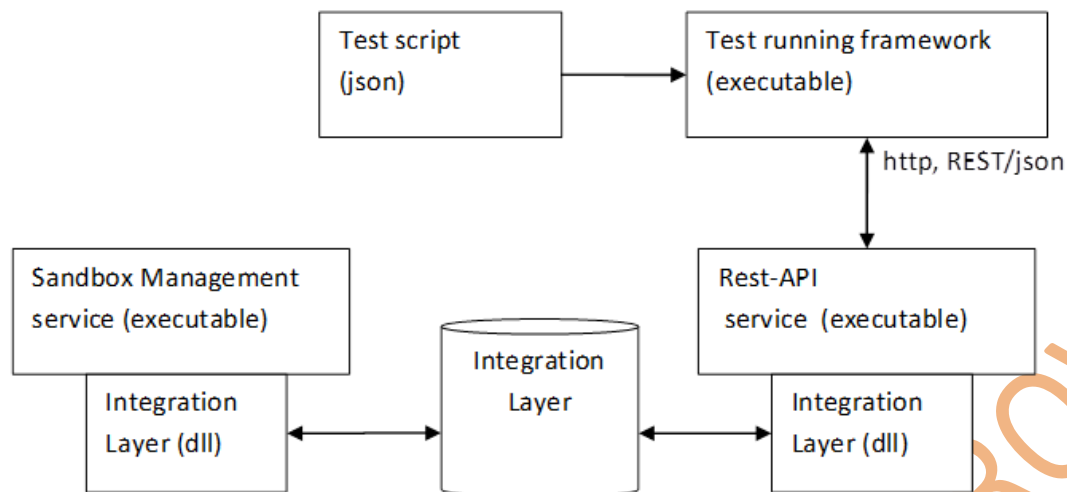 Test script
(json)
Test running framework
(executable)
http, REST/json
Sandbox Management
service (executable)
Rest-API
service (executable)
Integration
Layer
Integration
Layer (dll)
Integration
Layer (dll)